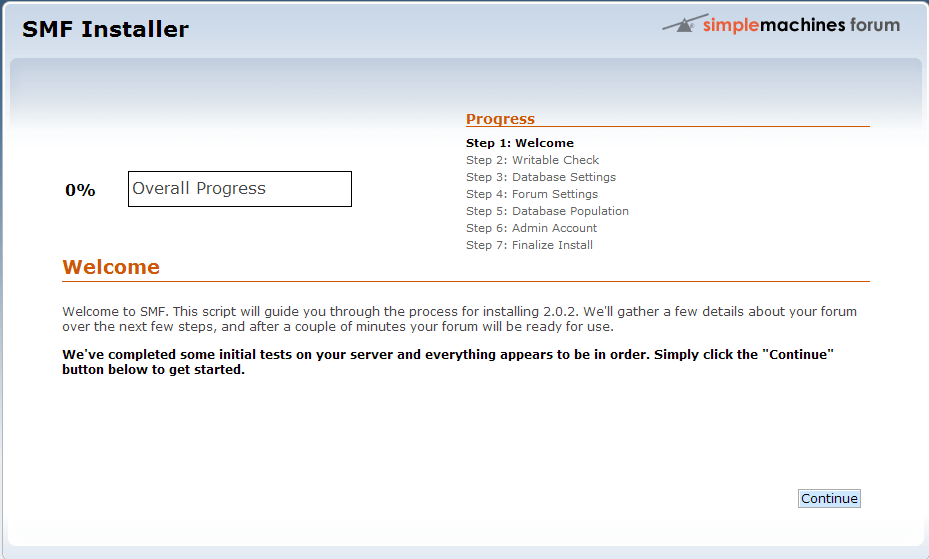 SMF Installer
simplemachines forum
Progress
Step 1: Welcome
Step 2: Writable Check
Step 3: Database Settings
Step 4: Forum Settings
Step 5: Database Population
Step 6: Admin Account
Step 7: Finalize Install
0%
Overall Progress
Welcome
Welcome to SMF. This script will guide you through the process for installing 2.0.2. We'll gather a few details about your forum
over the next few steps, and after a couple of minutes your forum will be ready for use.
We've completed some initial tests on your server and everything appears to be in order. Simply click the "Continue"
button below to get started.
Continue